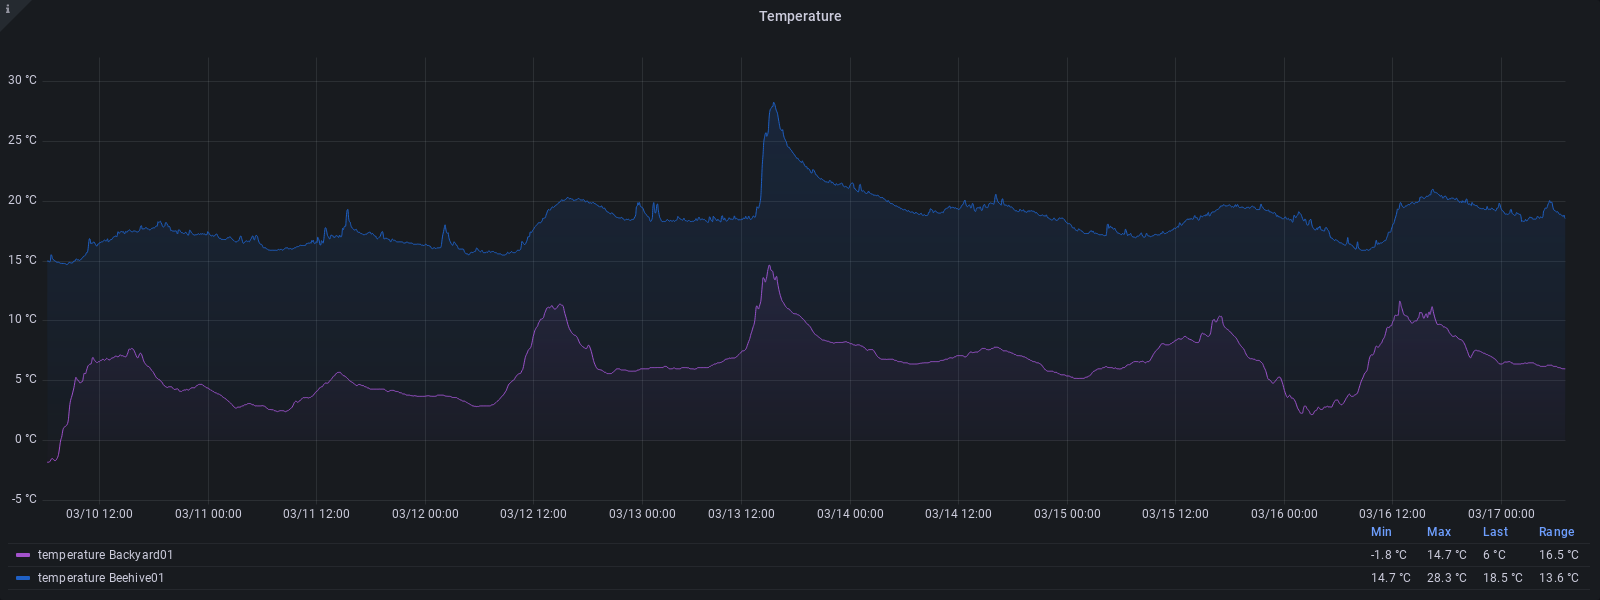 i
Temperature
30 °C
25 °C
20 °C
15 °C
10 °C
5 °C
0 °C
-5 °C
03/10 12:00 03/11 00:00 03/11 12:00 03/12 00:00 03/12 12:00 03/13 00:00 03/13 12:00 03/14 00:00 03/14 12:00 03/15 00:00 03/15 12:00 03/16 00:00 03/16 12:00 03/17 00:00
Min Max Last Range
temperature Backyard01 -1.8 °C 14.7 °C 6 °C 16.5 °C
temperature Beehive01 14.7 °C 28.3 °C 18.5 °C 13.6 °C